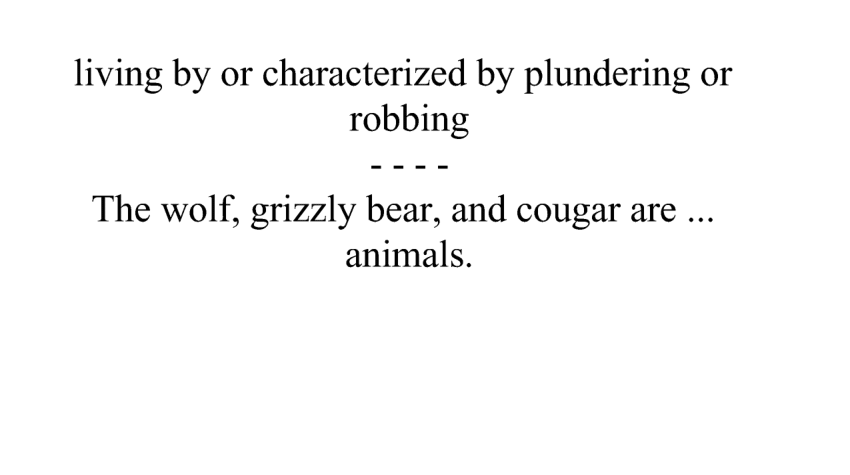 living by or characterized by plundering or
robbing
- - - -
The wolf, grizzly bear, and cougar are ...
animals.